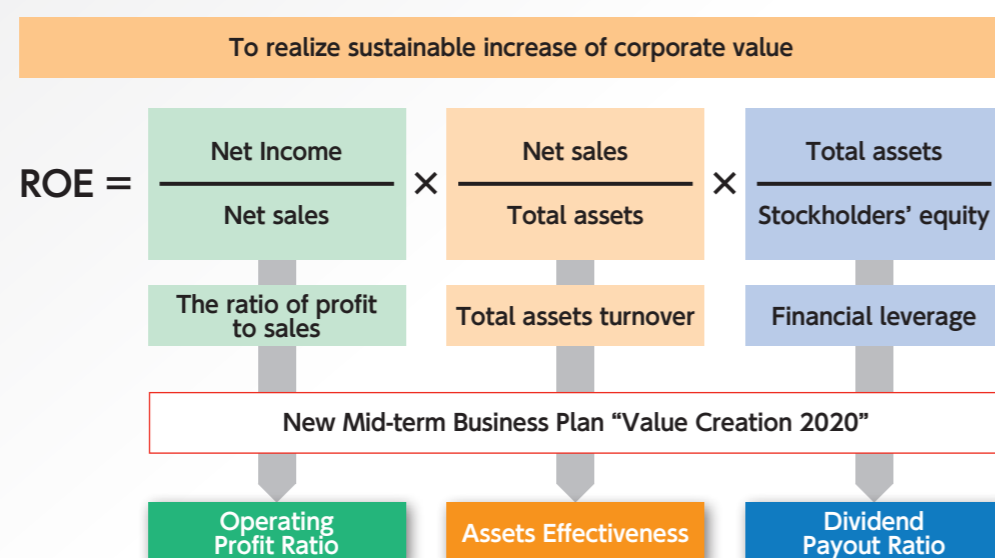 To realize sustainable increase of corporate value
ROE =
Net Income
Net sales
×
Net sales
Total assets
×
Total assets
Stockholders’ equity
The ratio of profit
to sales
Total assets turnover
Financial leverage
New Mid-term Business Plan “Value Creation 2020”
Operating
Profit Ratio
Assets Effectiveness
Dividend
Payout Ratio